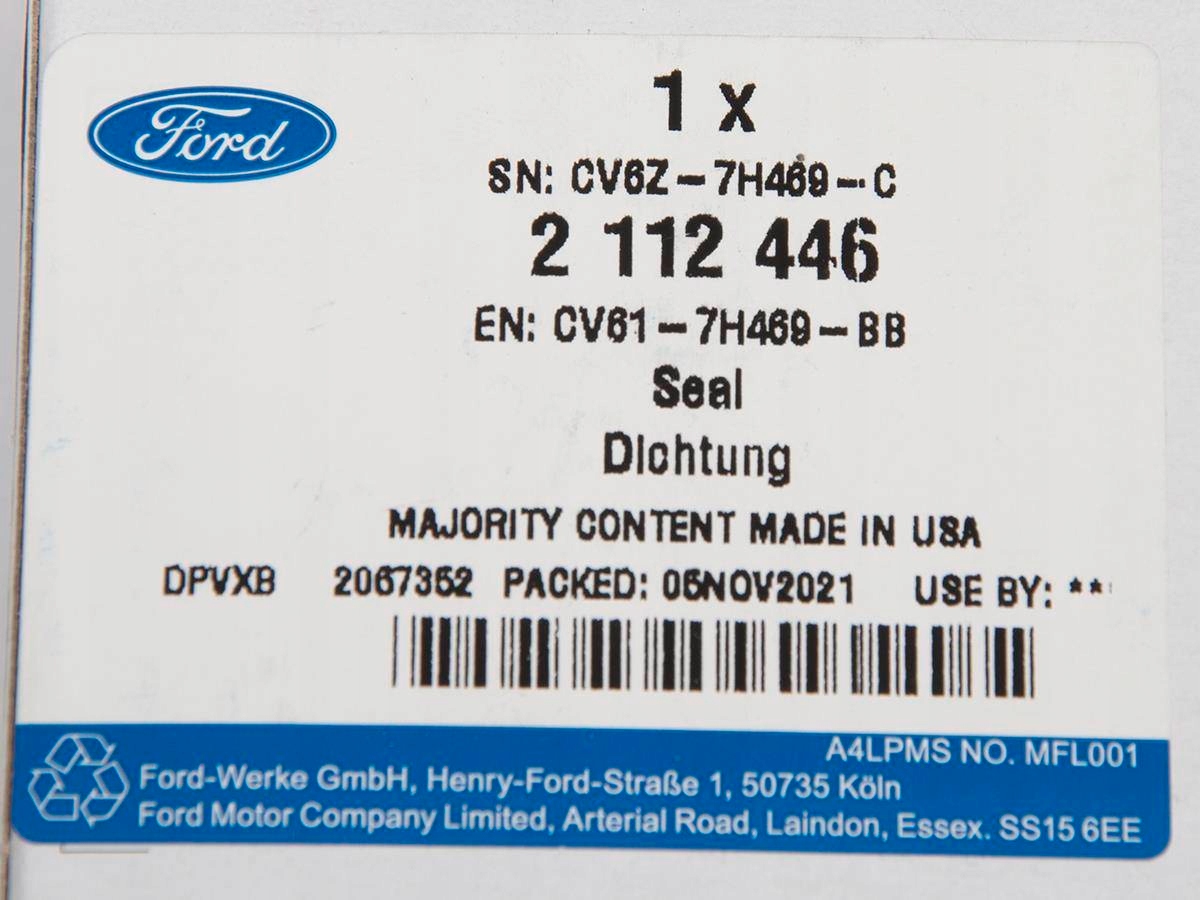 Ford
1 x
SN: CV6Z-7H469-C
2 112 446
EN: CV61-7H469-BB
Seal
Dichtung
MAJORITY CONTENT MADE IN USA
DPVXB 2067352 PACKED: 05NOV2021 USE BY: **
A4LPMS NO. MFL001
Ford-Werke GmbH, Henry-Ford-Straße 1, 50735 Köln
Ford Motor Company Limited, Arterial Road, Laindon, Essex. SS15 6EE